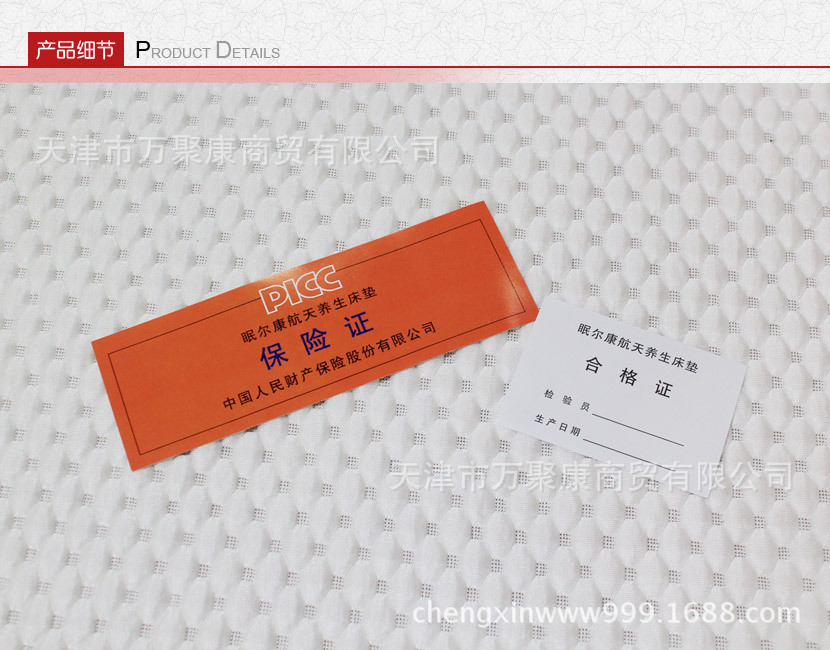 产品细节 PRODUCT DETAILS
天津市万聚康商贸有限公司
PICC
眠尔康航天养生床垫
保险证
中国人民财产保险股份有限公司
眠尔康航天养生床垫
合格证
检验员
生产日期
天津市万聚康商贸有限公司
chengxinwww999.1688.com